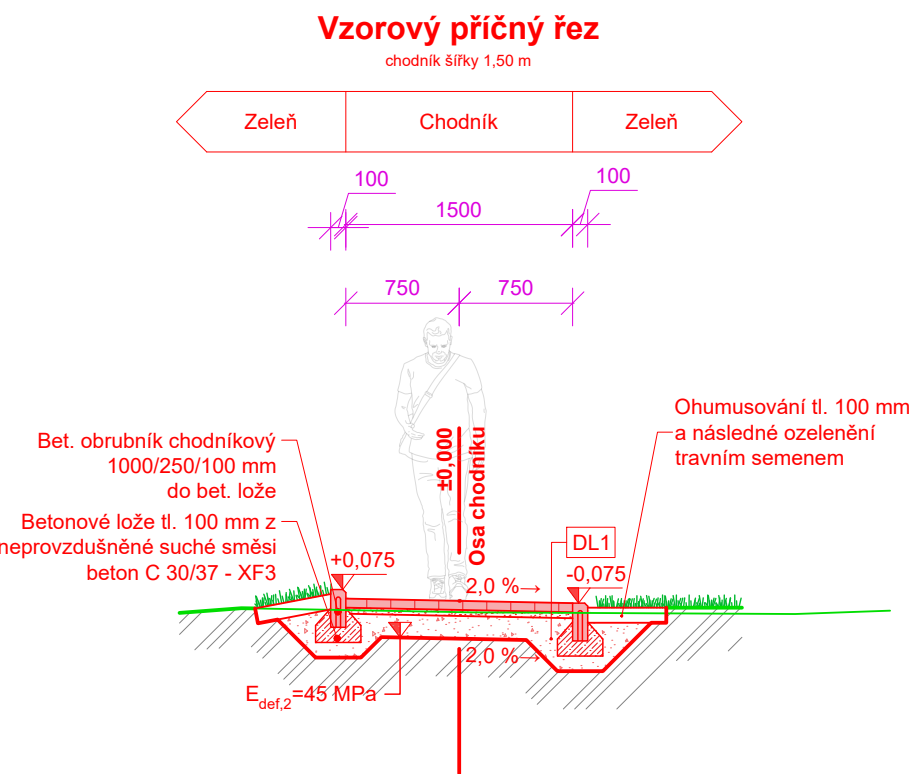 Vzorový příčný řez
chodník šířky 1,50 m
Zeleň
Chodník
Zeleň
100
100
1500
750
750
Ohumusování tl. 100 mm
a následné ozelenění
travním semenem
Bet. obrubník chodníkový
1000/250/100 mm
do bet. lože
Betonové lože tl. 100 mm z
neprovzdušněné suché směsi
beton C 30/37 - XF3
±0,000
Osa chodníku
DL1
+0,075
2,0 %→
-0,075
2,0 %→
Edef,2=45 MPa